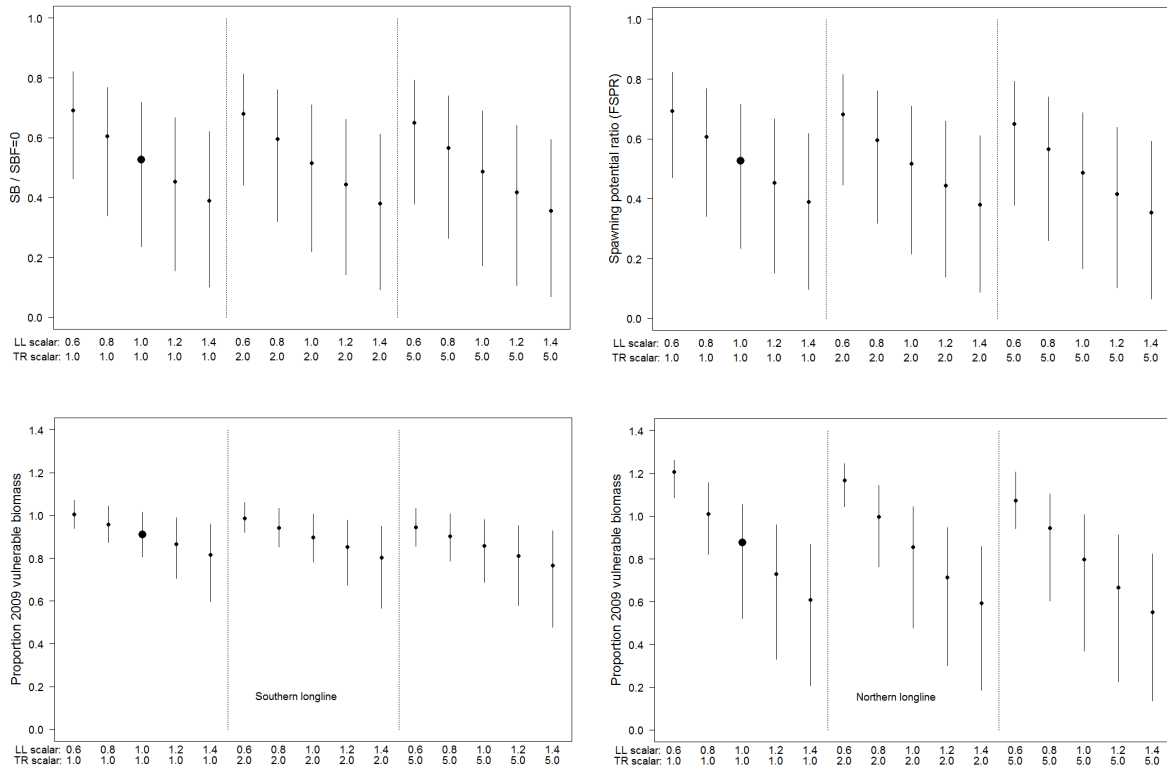 SB / SBF=0
1.0
0.8
0.6
0.4
0.2
0.0
LL scalar: 0.6 0.8 1.0 1.2 1.4 0.6 0.8 1.0 1.2 1.4 0.6 0.8 1.0 1.2 1.4
TR scalar: 1.0 1.0 1.0 1.0 1.0 2.0 2.0 2.0 2.0 2.0 5.0 5.0 5.0 5.0 5.0
Spawning potential ratio (FSPR)
1.0
0.8
0.6
0.4
0.2
0.0
LL scalar: 0.6 0.8 1.0 1.2 1.4 0.6 0.8 1.0 1.2 1.4 0.6 0.8 1.0 1.2 1.4
TR scalar: 1.0 1.0 1.0 1.0 1.0 2.0 2.0 2.0 2.0 2.0 5.0 5.0 5.0 5.0 5.0
Proportion 2009 vulnerable biomass
1.4
1.2
1.0
0.8
0.6
0.4
0.2
0.0
Southern longline
LL scalar: 0.6 0.8 1.0 1.2 1.4 0.6 0.8 1.0 1.2 1.4 0.6 0.8 1.0 1.2 1.4
TR scalar: 1.0 1.0 1.0 1.0 1.0 2.0 2.0 2.0 2.0 2.0 5.0 5.0 5.0 5.0 5.0
Proportion 2009 vulnerable biomass
1.4
1.2
1.0
0.8
0.6
0.4
0.2
0.0
Northern longline
LL scalar: 0.6 0.8 1.0 1.2 1.4 0.6 0.8 1.0 1.2 1.4 0.6 0.8 1.0 1.2 1.4
TR scalar: 1.0 1.0 1.0 1.0 1.0 2.0 2.0 2.0 2.0 2.0 5.0 5.0 5.0 5.0 5.0